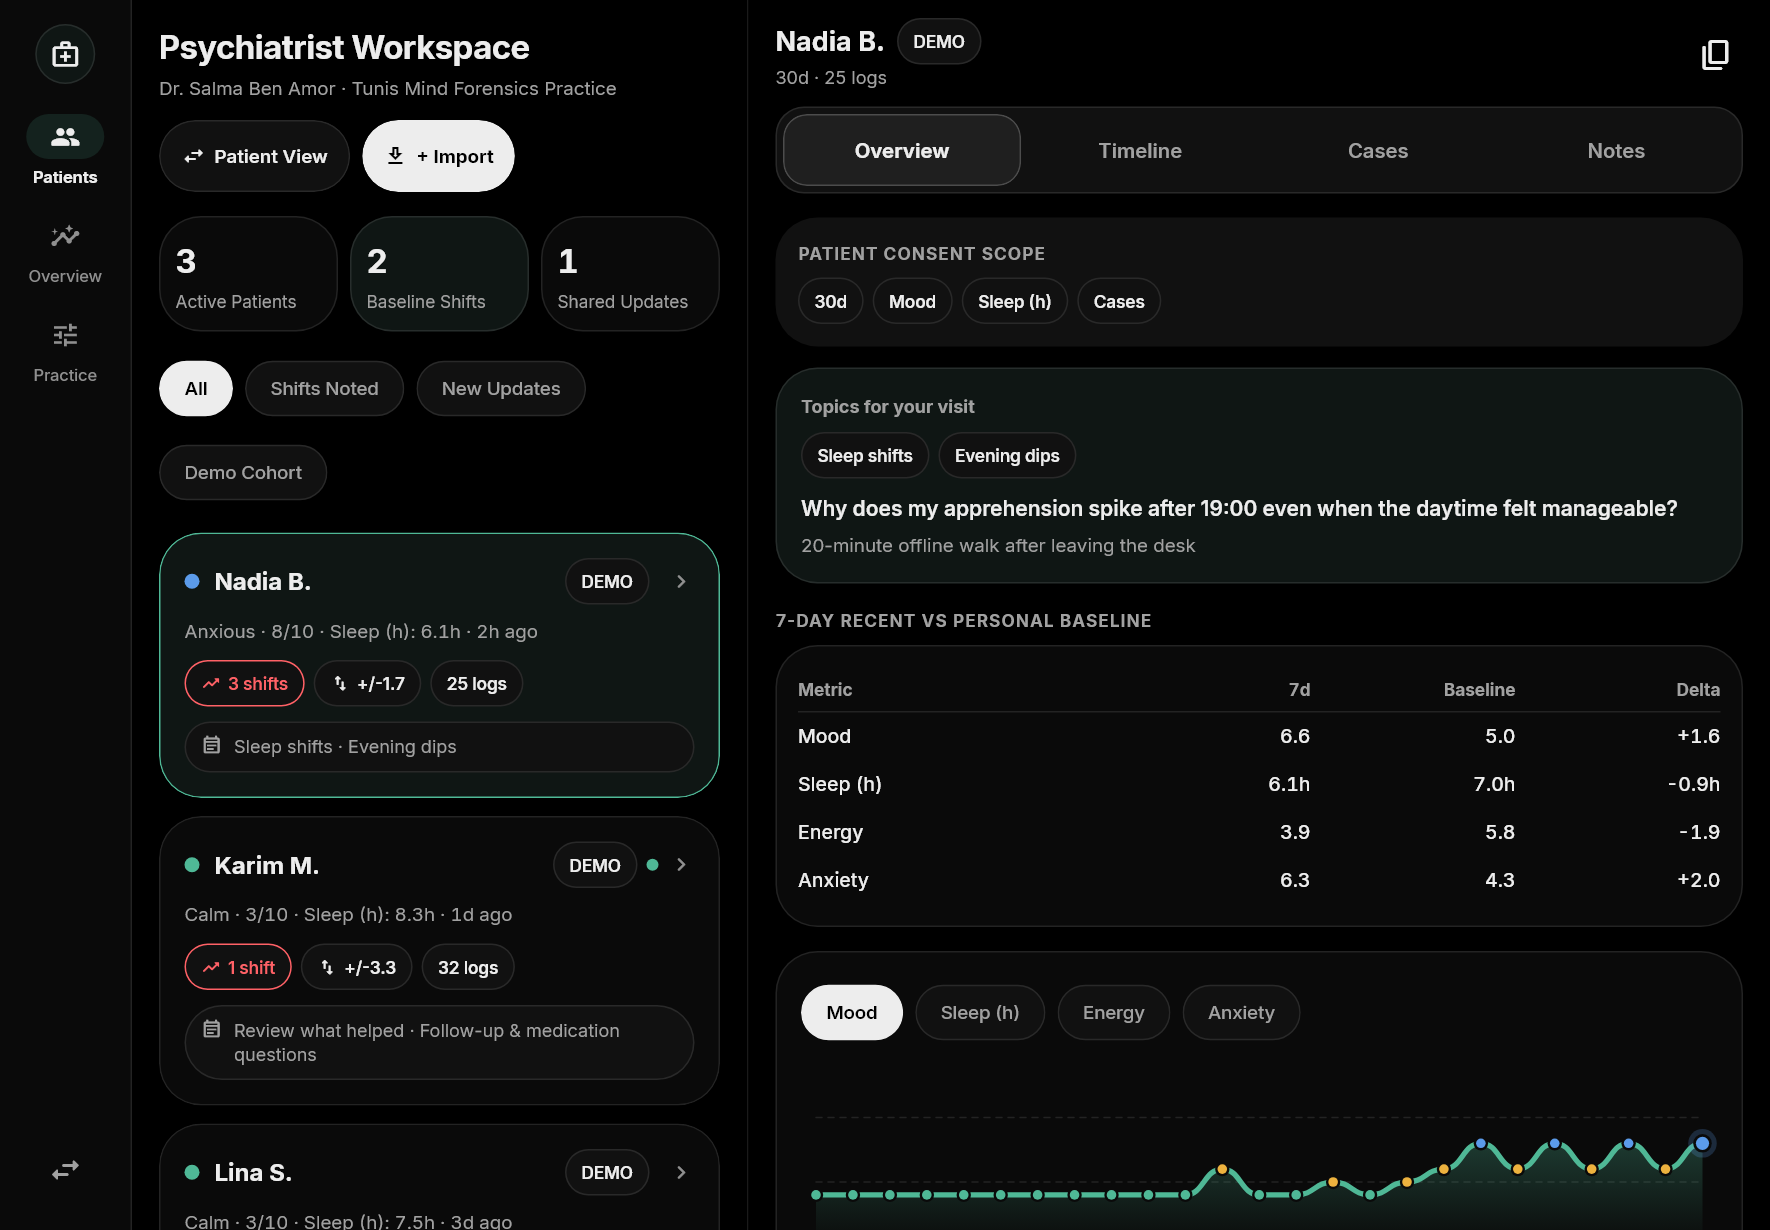 Patients
Overview
Practice
Psychiatrist Workspace
Dr. Salma Ben Amor · Tunis Mind Forensics Practice
Patient View
+ Import
3
Active Patients
2
Baseline Shifts
1
Shared Updates
All
Shifts Noted
New Updates
Demo Cohort
Nadia B.
DEMO
Anxious · 8/10 · Sleep (h): 6.1h · 2h ago
3 shifts
+/-1.7
25 logs
Sleep shifts · Evening dips
Karim M.
DEMO
Calm · 3/10 · Sleep (h): 8.3h · 1d ago
1 shift
+/-3.3
32 logs
Review what helped · Follow-up & medication
questions
Lina S.
DEMO
Calm · 3/10 · Sleep (h): 7.5h · 3d ago
Nadia B.
DEMO
30d · 25 logs
Overview
Timeline
Cases
Notes
PATIENT CONSENT SCOPE
30d
Mood
Sleep (h)
Cases
Topics for your visit
Sleep shifts
Evening dips
Why does my apprehension spike after 19:00 even when the daytime felt manageable?
20-minute offline walk after leaving the desk
7-DAY RECENT VS PERSONAL BASELINE
Metric 7d Baseline Delta
Mood 6.6 5.0 +1.6
Sleep (h) 6.1h 7.0h -0.9h
Energy 3.9 5.8 -1.9
Anxiety 6.3 4.3 +2.0
Mood
Sleep (h)
Energy
Anxiety